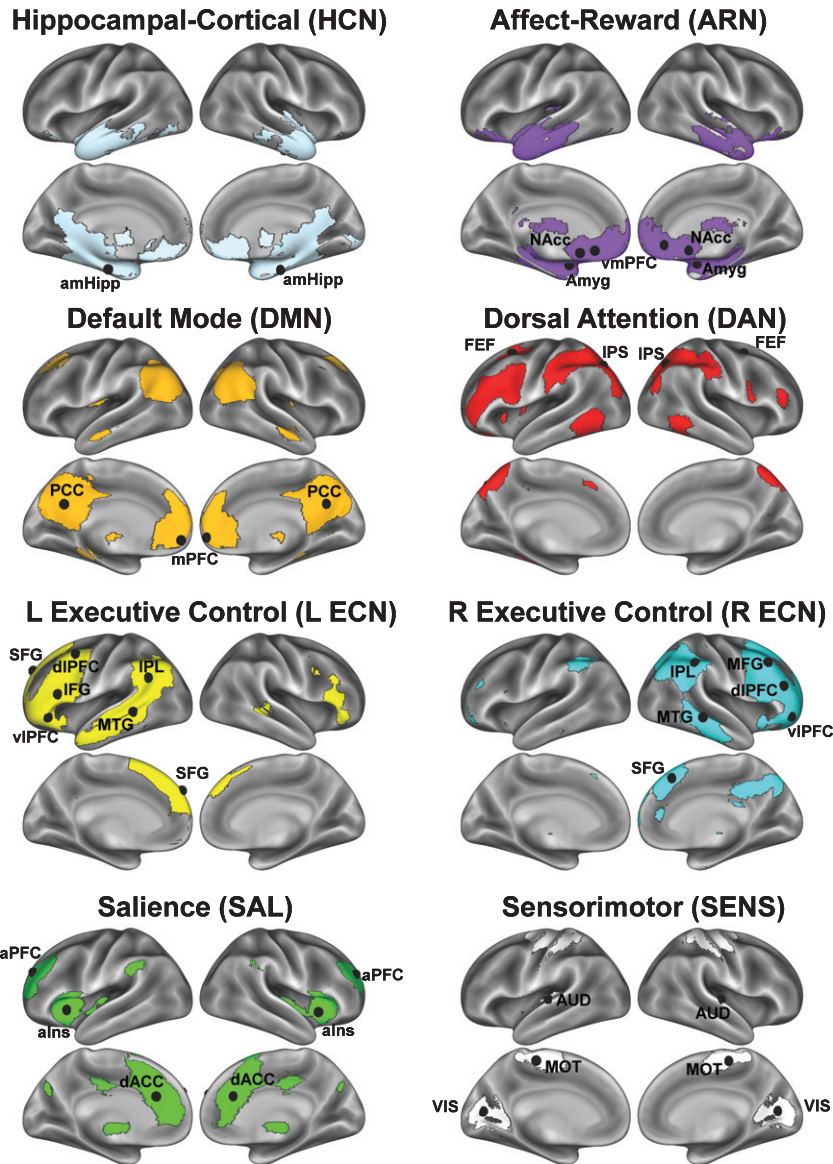 Hippocampal-Cortical (HCN)
amHipp
amHipp
Affect-Reward (ARN)
NAcc
NAcc
vmPFC
Amyg
Amyg
Default Mode (DMN)
PCC
PCC
mPFC
Dorsal Attention (DAN)
FEF
IPS
IPS
FEF
L Executive Control (L ECN)
SFG
dlPFC
IPL
IFG
MTG
vlPFC
SFG
R Executive Control (R ECN)
IPL
MFG
dlPFC
MTG
vlPFC
SFG
Salience (SAL)
aPFC
aPFC
aIns
aIns
dACC
dACC
Sensorimotor (SENS)
AUD
AUD
MOT
MOT
VIS
VIS